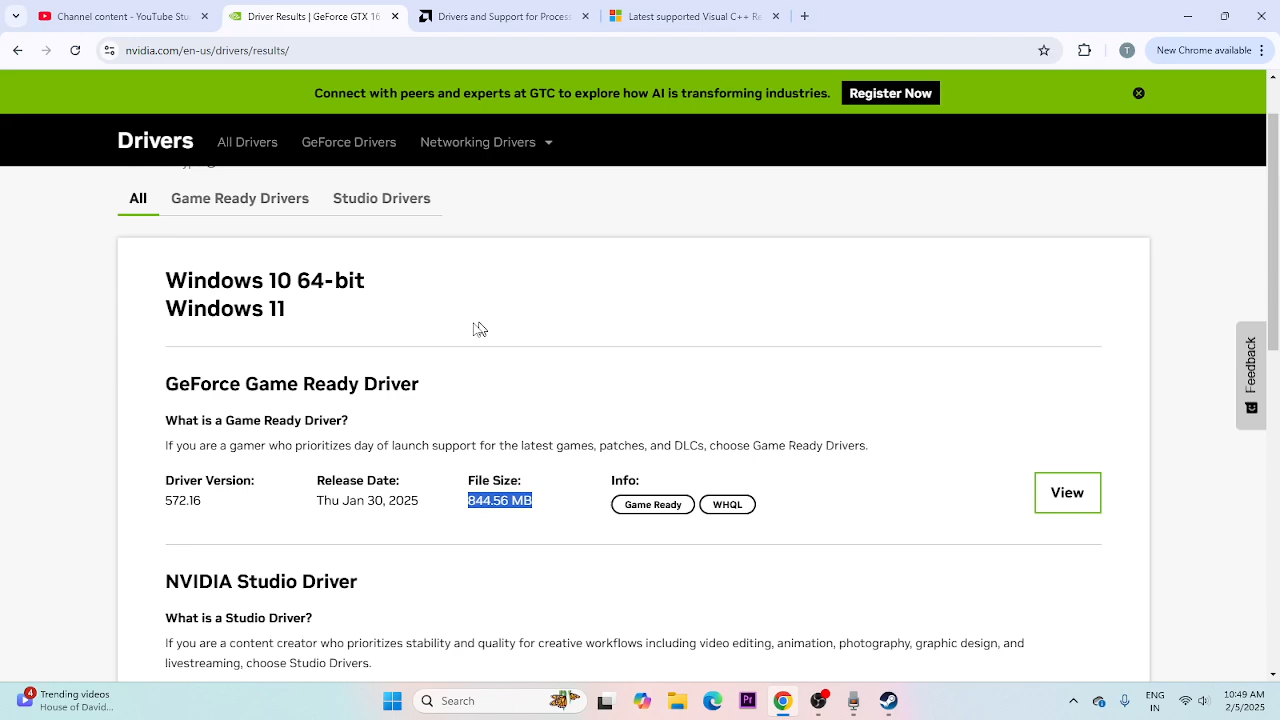 Latest | GeForce GTX 16
Drivers and Support for Process
Latest supported Visual C++ Re
nvidia.com/en-us/drivers/results/
T
New Chrome available
Connect with peers and experts at GTC to explore how AI is transforming industries.
Register Now
Drivers
All Drivers
GeForce Drivers
Networking Drivers
All
Game Ready Drivers
Studio Drivers
Windows 10 64-bit
Windows 11
Feedback
GeForce Game Ready Driver
What is a Game Ready Driver?
If you are a gamer who prioritizes day of launch support for the latest games, patches, and DLCs, choose Game Ready Drivers.
Driver Version:
Release Date:
File Size:
Info:
572.16
Thu Jan 30, 2025
844.56 MB
Game Ready
WHQL
View
NVIDIA Studio Driver
What is a Studio Driver?
If you are a content creator who prioritizes stability and quality for creative workflows including video editing, animation, photography, graphic design, and
livestreaming, choose Studio Drivers.
4
Trending videos
House of David...
Search
Pr
ENG
IN
10:49 AM
2/5/2025